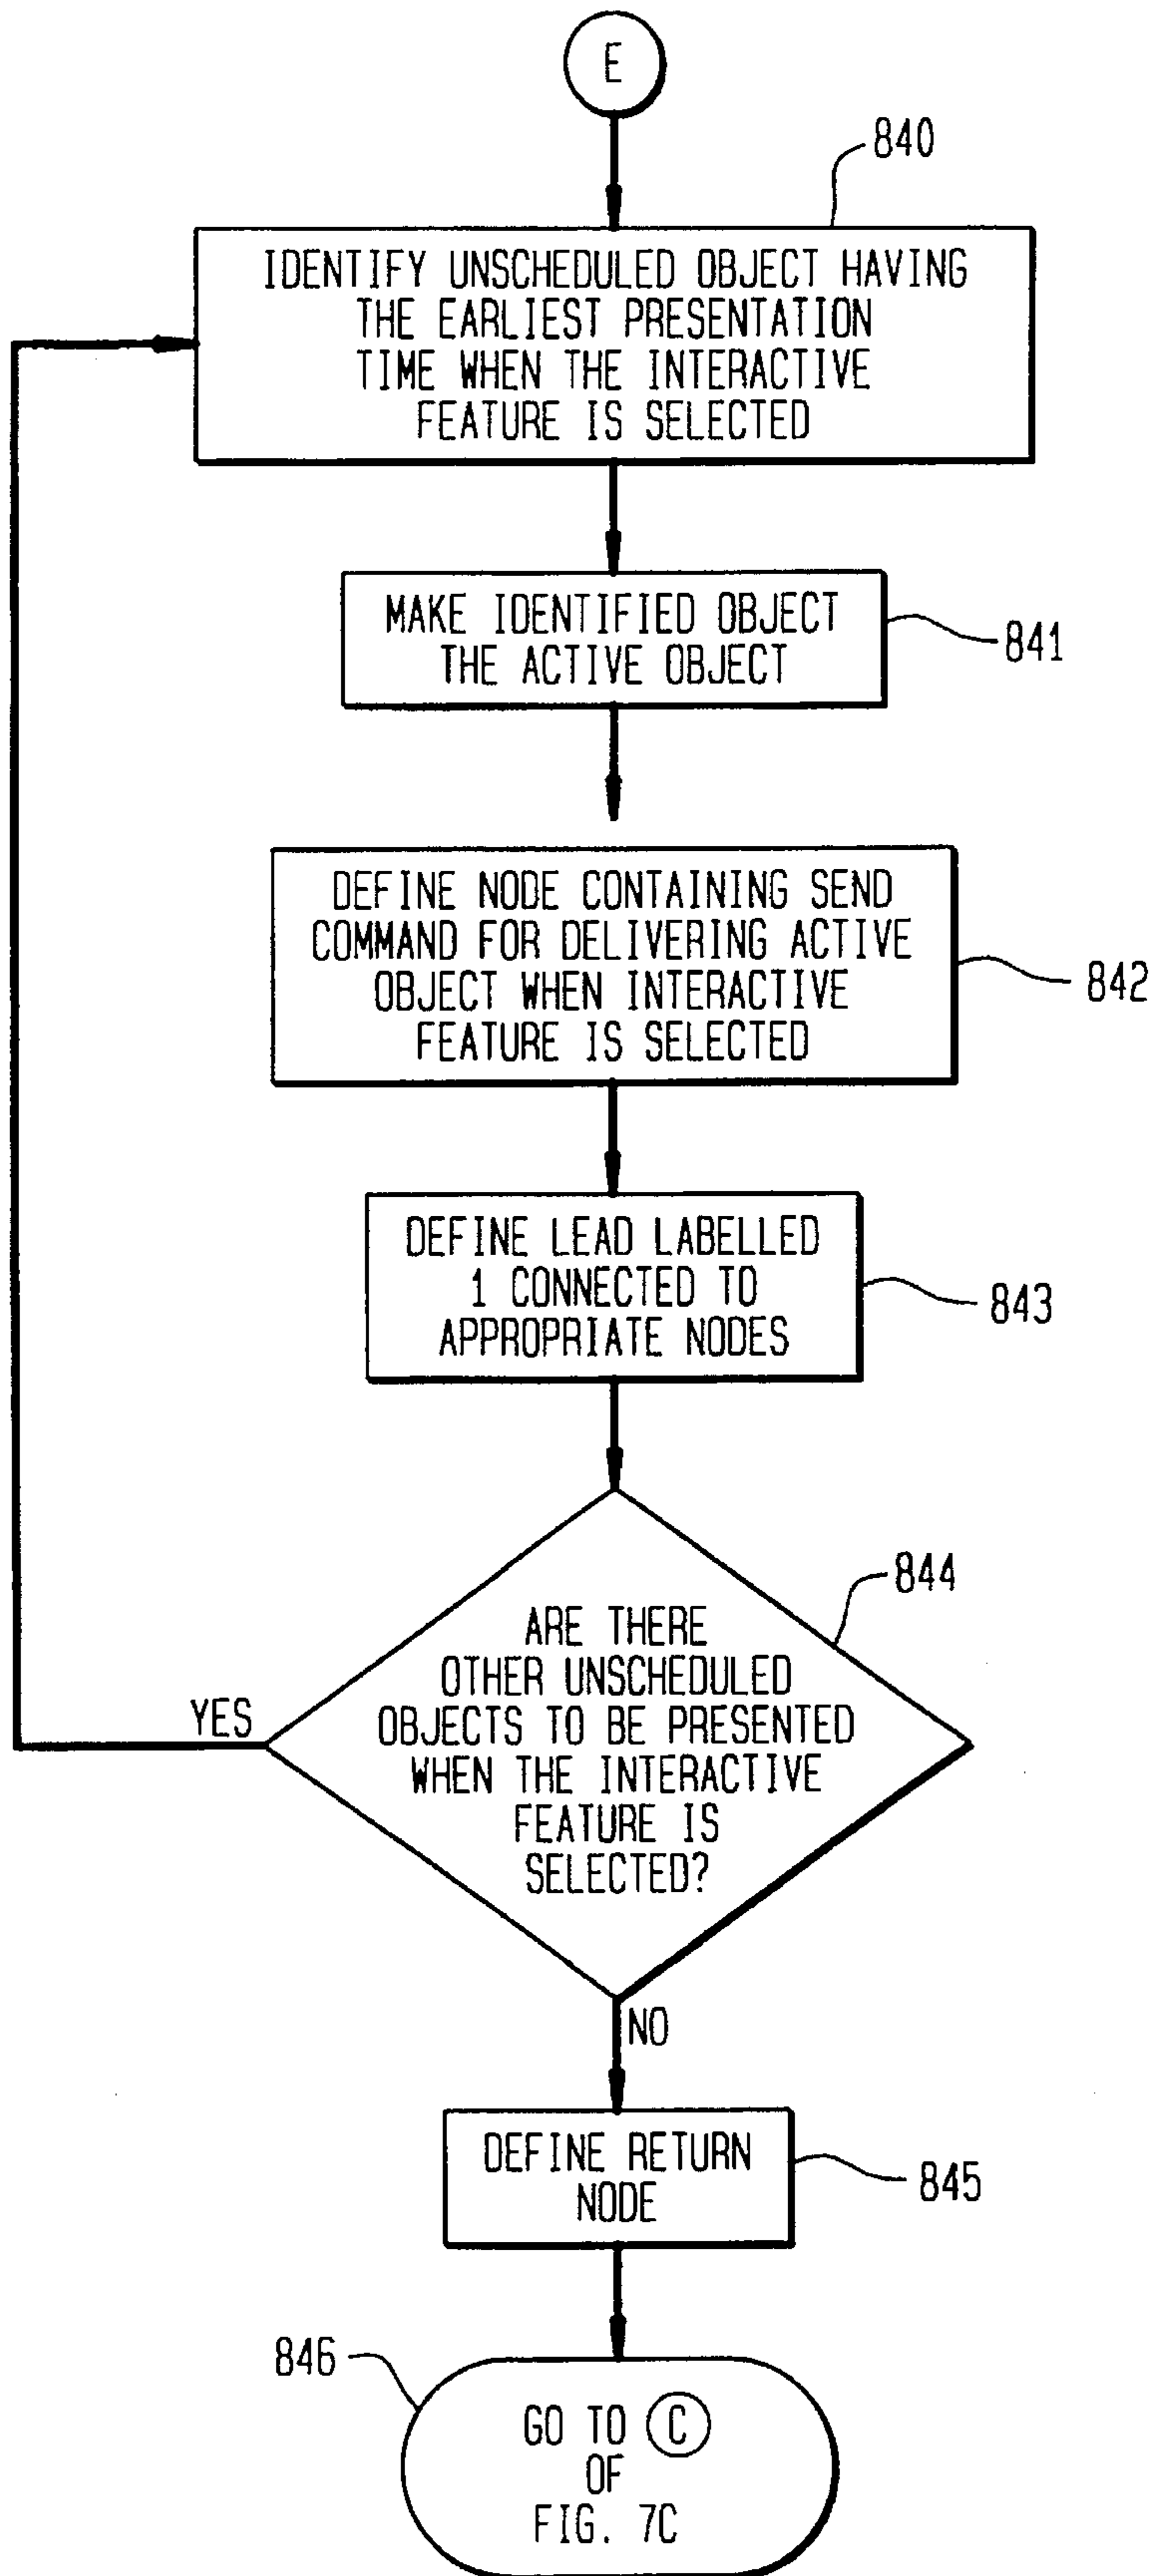 E
840
IDENTIFY UNSCHEDULED OBJECT HAVING
THE EARLIEST PRESENTATION
TIME WHEN THE INTERACTIVE
FEATURE IS SELECTED
MAKE IDENTIFIED OBJECT
THE ACTIVE OBJECT
841
DEFINE NODE CONTAINING SEND
COMMAND FOR DELIVERING ACTIVE
OBJECT WHEN INTERACTIVE
FEATURE IS SELECTED
842
DEFINE LEAD LABELLED
1 CONNECTED TO
APPROPRIATE NODES
843
844
ARE THERE
OTHER UNSCHEDULED
OBJECTS TO BE PRESENTED
WHEN THE INTERACTIVE
FEATURE IS
SELECTED?
YES
NO
DEFINE RETURN
NODE
845
846
GO TO C
OF
FIG. 7C